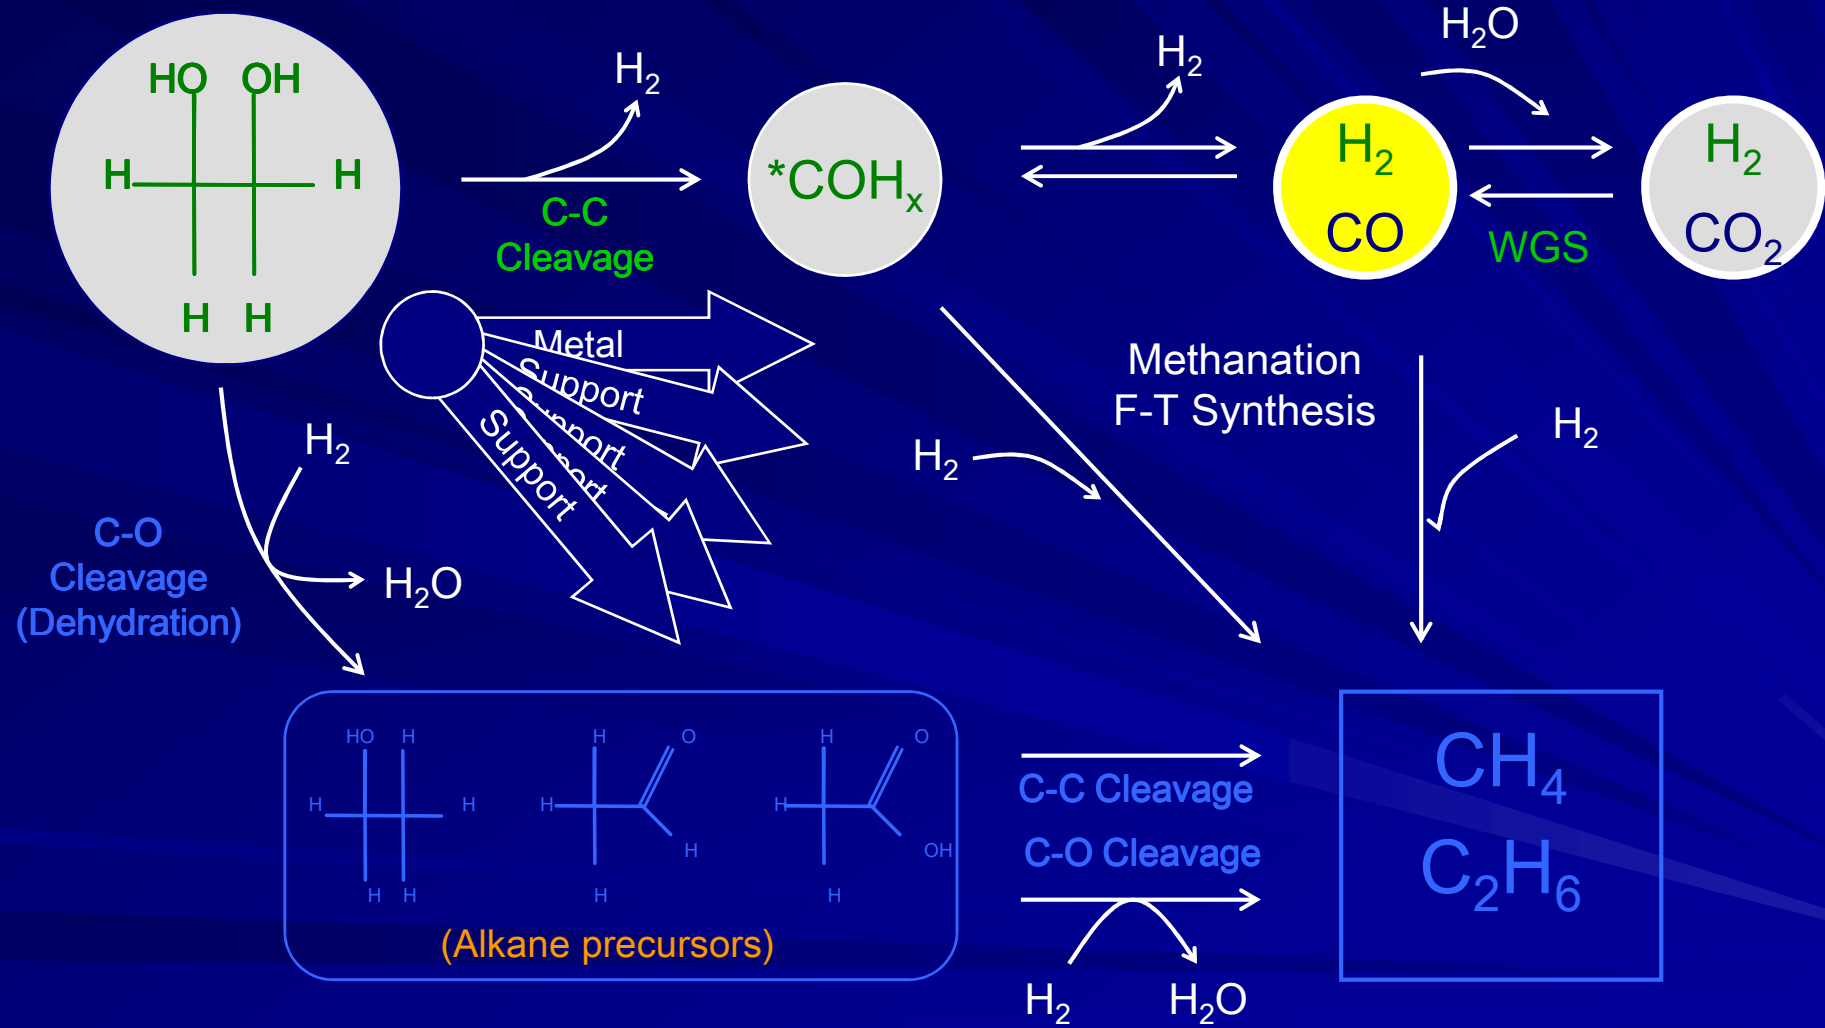 HO OH
H H
H H
H₂
C-C
Cleavage
*COHₓ
H₂
H₂
CO
H₂O
WGS
H₂
CO₂
Metal
Support
Support
Support
Methanation
F-T Synthesis
H₂
H₂
H₂
C-O
Cleavage
(Dehydration)
H₂O
HO H
H H
H H
H O
H
H
H
H O
H
OH
H
(Alkane precursors)
C-C Cleavage
C-O Cleavage
H₂ H₂O
CH₄
C₂H₆